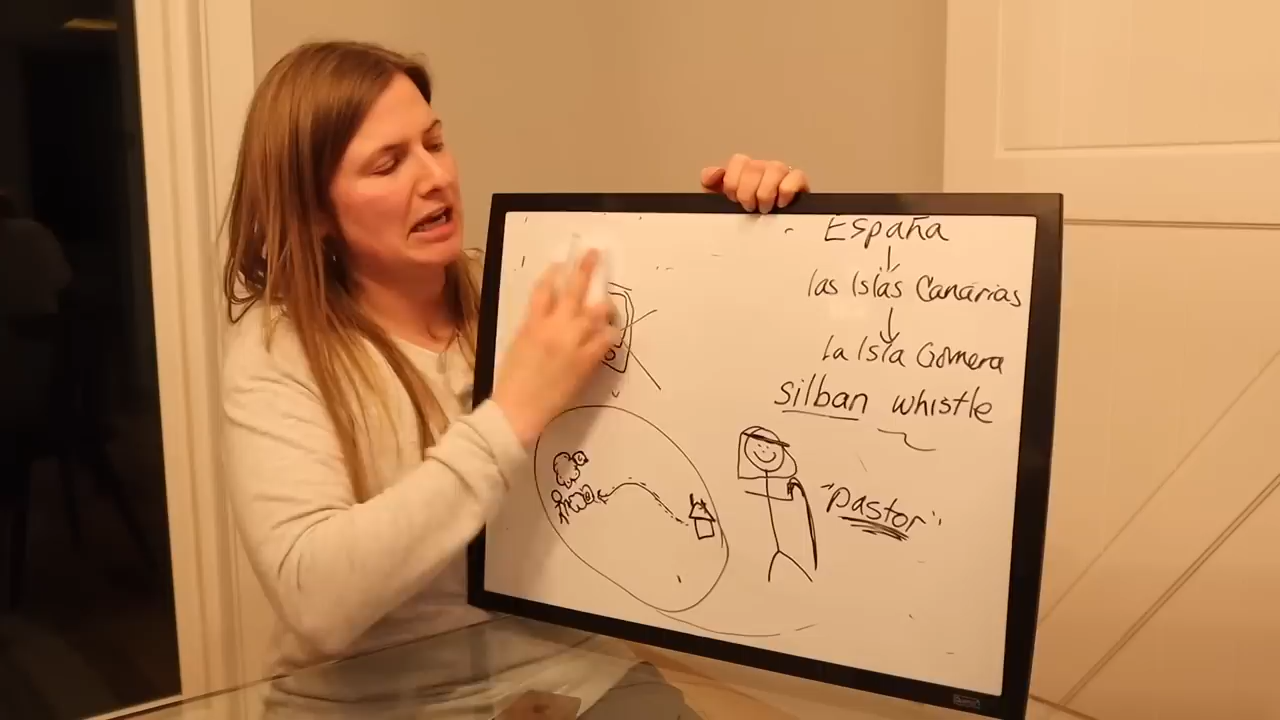 España
las Islas Canarias
la Isla Gomera
silban whistle
"pastor"